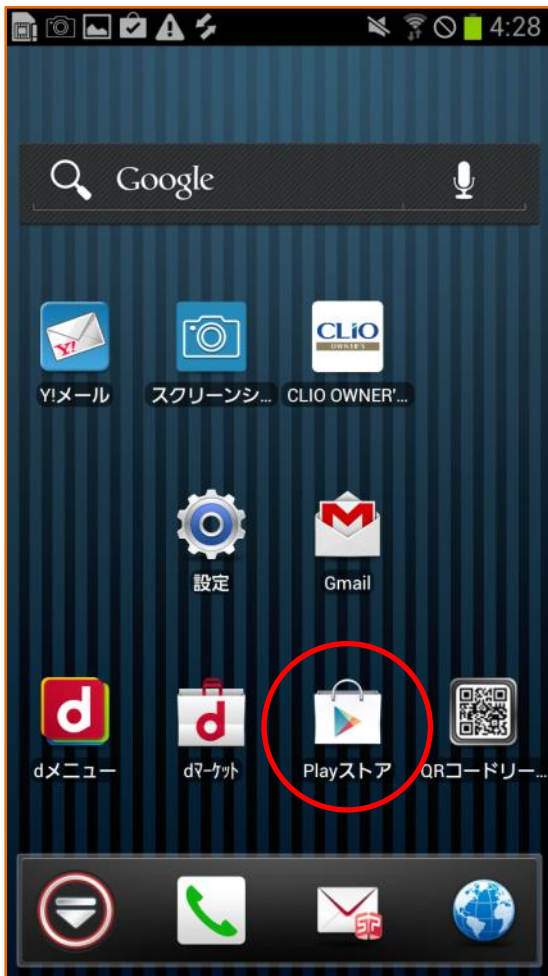 4:28
Google
Y!
CLiO
OWNER'S
Y!メール
スクリーンシ...
CLIO OWNER'...
設定
Gmail
d
d
dメニュー
dマーケット
Playストア
QRコードリー...
SP